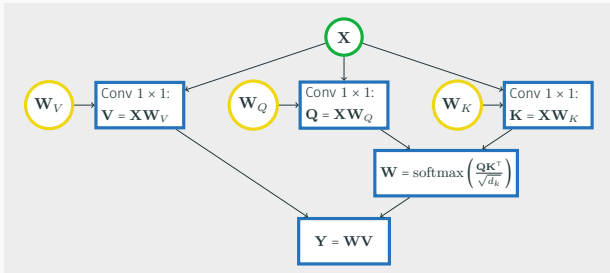 X
W_V
Conv 1 × 1:
V = XW_V
W_Q
Conv 1 × 1:
Q = XW_Q
W_K
Conv 1 × 1:
K = XW_K
W = softmax(QK^⊤/√d_k)
Y = WV